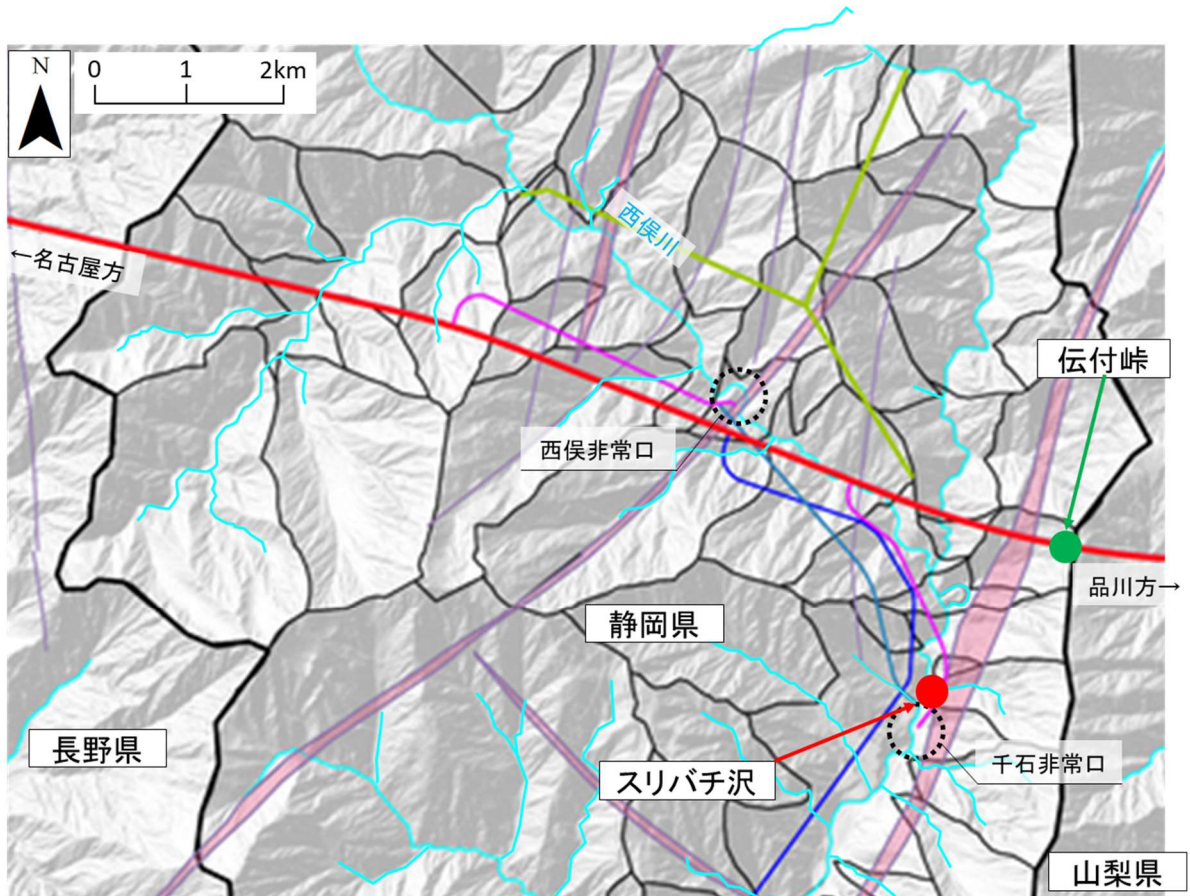 N
0 1 2km
西俣川
←名古屋方
伝付峠
西俣非常口
品川方→
静岡県
長野県
スリバチ沢
千石非常口
山梨県